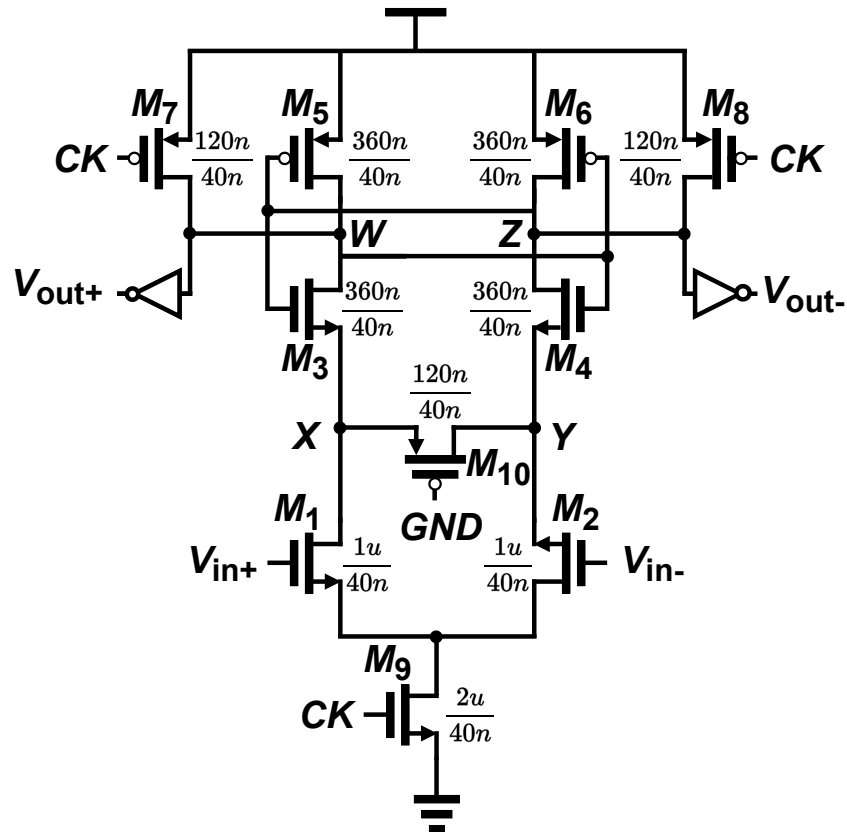 M7 M5 M6 M8
CK 120n/40n 360n/40n 360n/40n 120n/40n CK
W Z
Vout+ 360n/40n 360n/40n Vout-
M3 M4
120n/40n
X Y
M10
GND
M1 M2
Vin+ 1u/40n 1u/40n Vin-
M9
CK 2u/40n